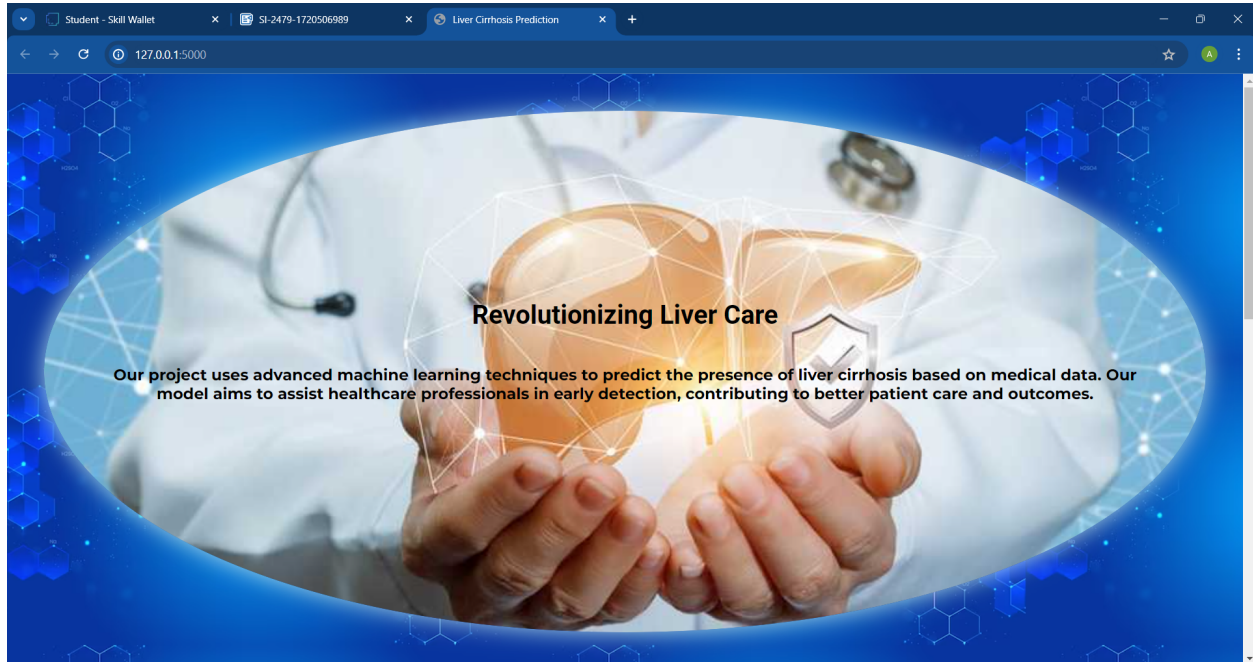 Student - Skill Wallet
SI-2479-1720506989
Liver Cirrhosis Prediction
127.0.0.1:5000
A
Revolutionizing Liver Care
Our project uses advanced machine learning techniques to predict the presence of liver cirrhosis based on medical data. Our
model aims to assist healthcare professionals in early detection, contributing to better patient care and outcomes.